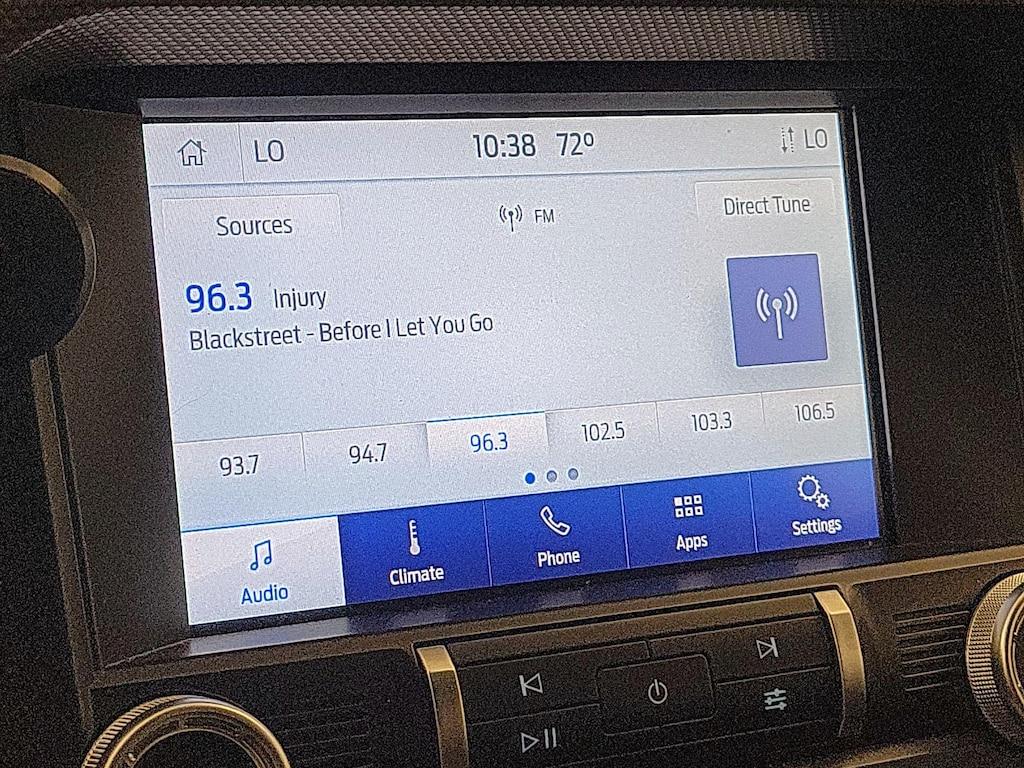 LO 10:38 72° LO
Sources FM Direct Tune
96.3 Injury
Blackstreet - Before I Let You Go
93.7 94.7 96.3 102.5 103.3 106.5
Audio Climate Phone Apps Settings